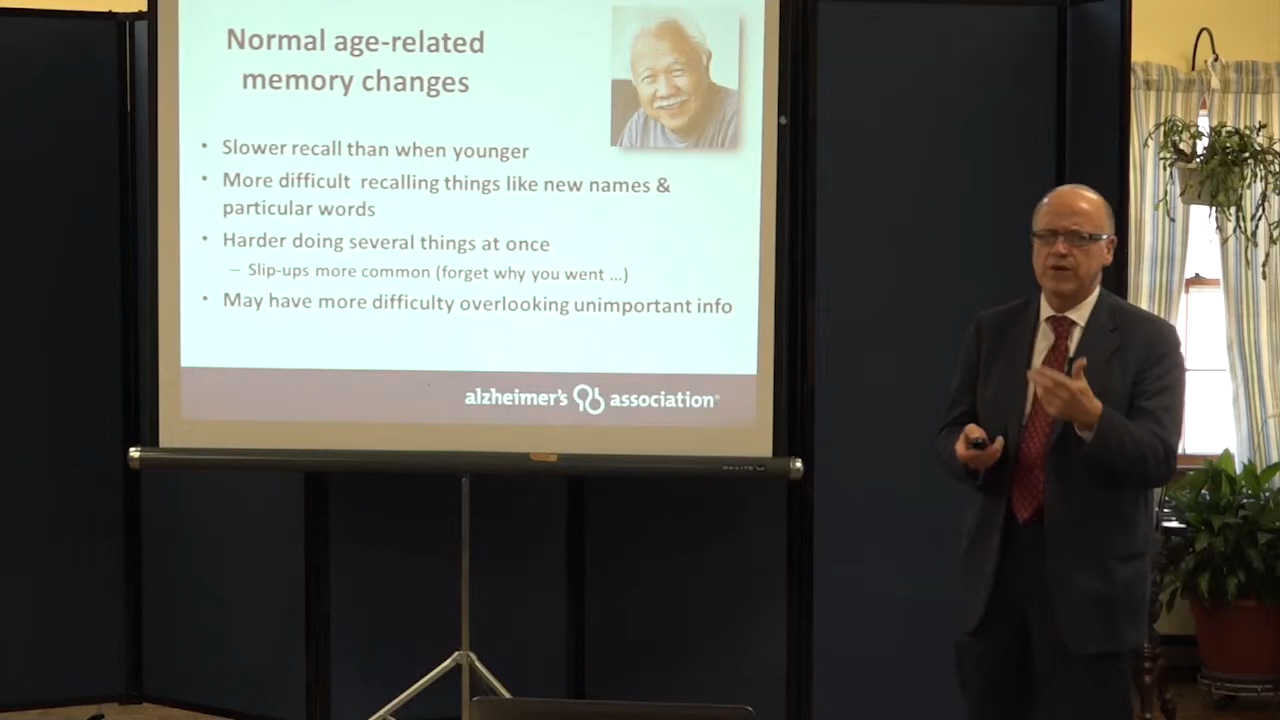 Normal age-related
memory changes
• Slower recall than when younger
• More difficult recalling things like new names &
particular words
• Harder doing several things at once
– Slip-ups more common (forget why you went ...)
• May have more difficulty overlooking unimportant info
alzheimer's association®
DA-LITE